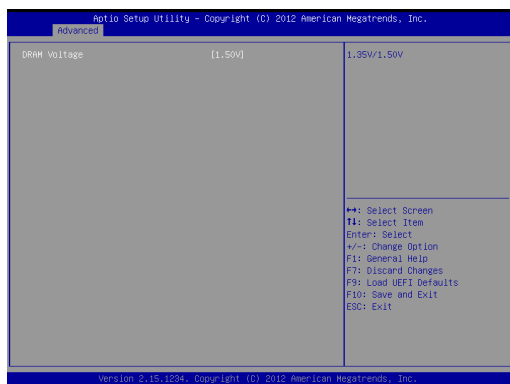 Aptio Setup Utility - Copyright (C) 2012 American Megatrends, Inc.
Advanced
DRAM Voltage [1.50V]
1.35V/1.50V
↔: Select Screen
↑↓: Select Item
Enter: Select
+/-: Change Option
F1: General Help
F7: Discard Changes
F9: Load UEFI Defaults
F10: Save and Exit
ESC: Exit
Version 2.15.1234. Copyright (C) 2012 American Megatrends, Inc.